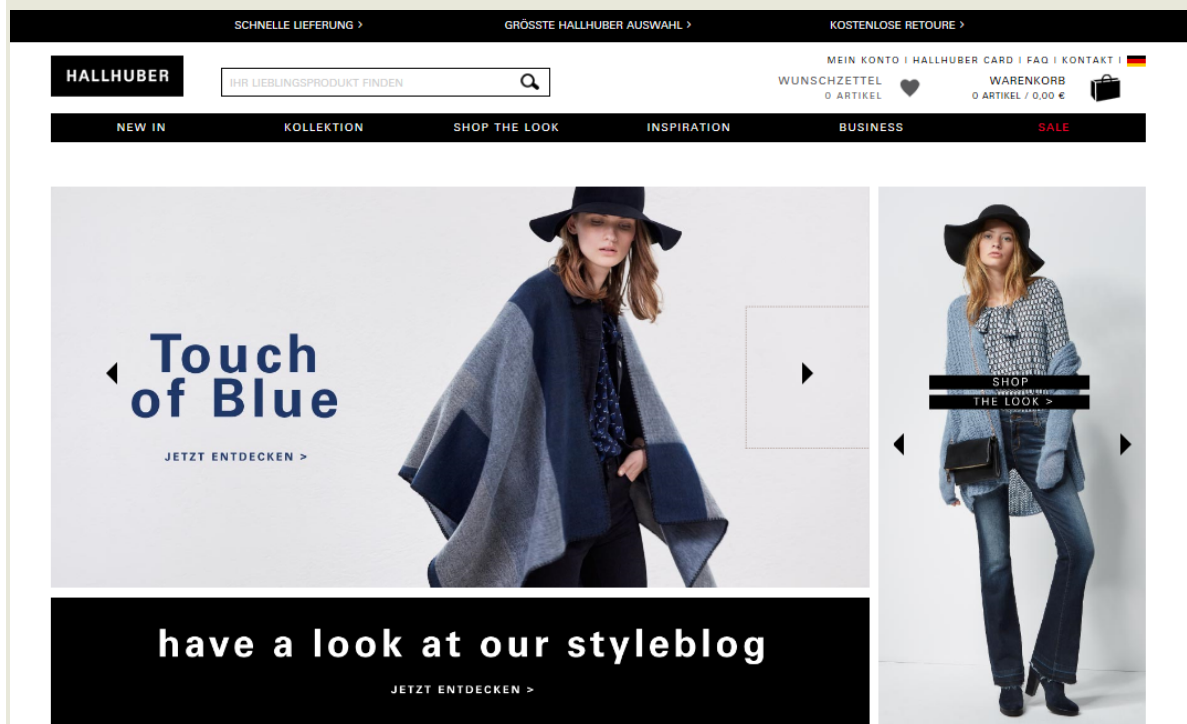 SCHNELLE LIEFERUNG >
GRÖSSTE HALLHUBER AUSWAHL >
KOSTENLOSE RETOURE >
MEIN KONTO I HALLHUBER CARD I FAQ I KONTAKT I
HALLHUBER
IHR LIEBLINGSPRODUKT FINDEN
WUNSCHZETTEL
0 ARTIKEL
WARENKORB
0 ARTIKEL / 0,00 €
NEW IN
KOLLEKTION
SHOP THE LOOK
INSPIRATION
BUSINESS
SALE
Touch
of Blue
JETZT ENTDECKEN >
SHOP
THE LOOK >
have a look at our styleblog
JETZT ENTDECKEN >